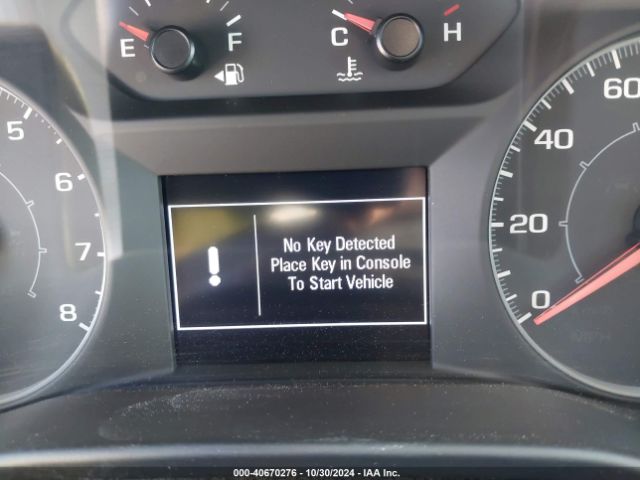 E F
C H
5
6
7
8
No Key Detected
Place Key in Console
To Start Vehicle
60
40
20
0
000-40670276 - 10/30/2024 - IAA Inc.